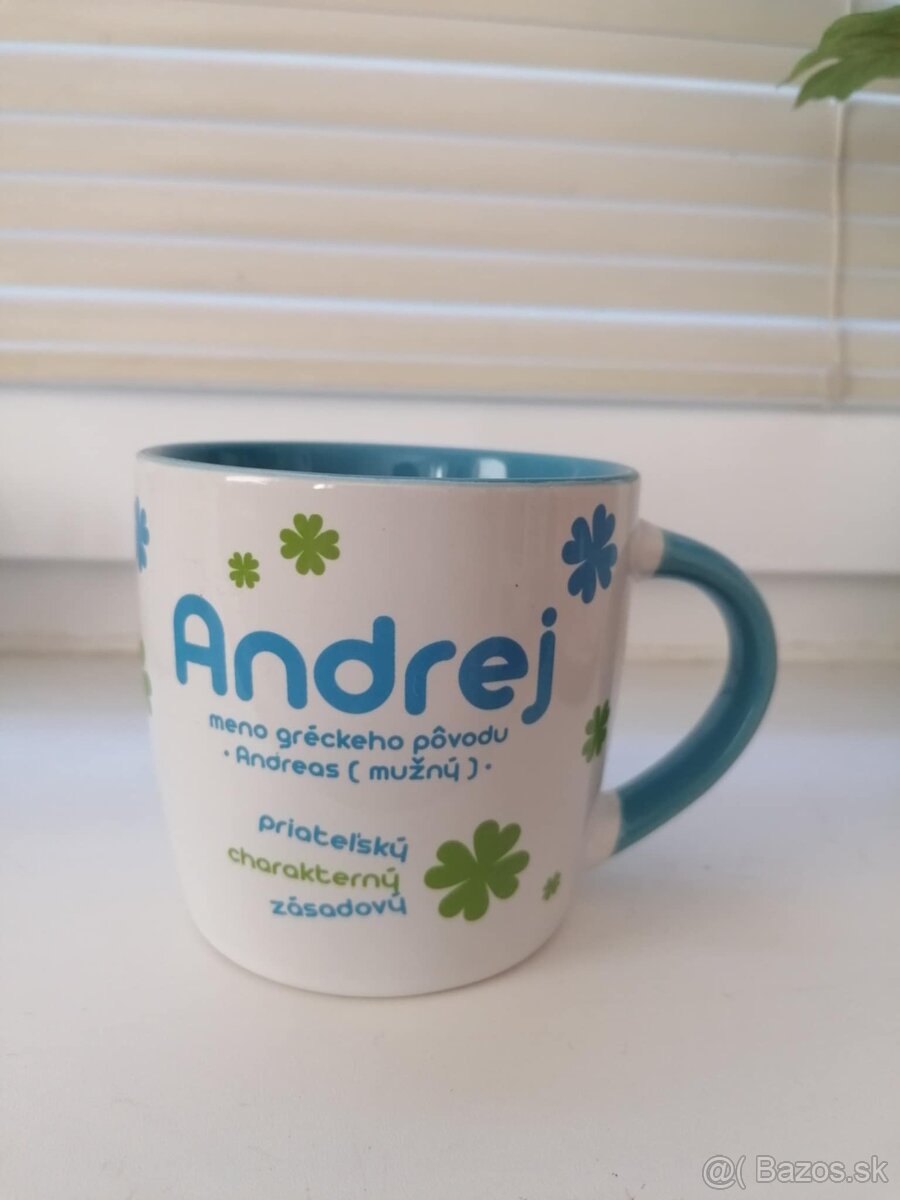 Andrej
meno gréckeho pôvodu
• Andreas ( mužný ) •
priateľský
charakterný
zásadový
@( Bazos.sk